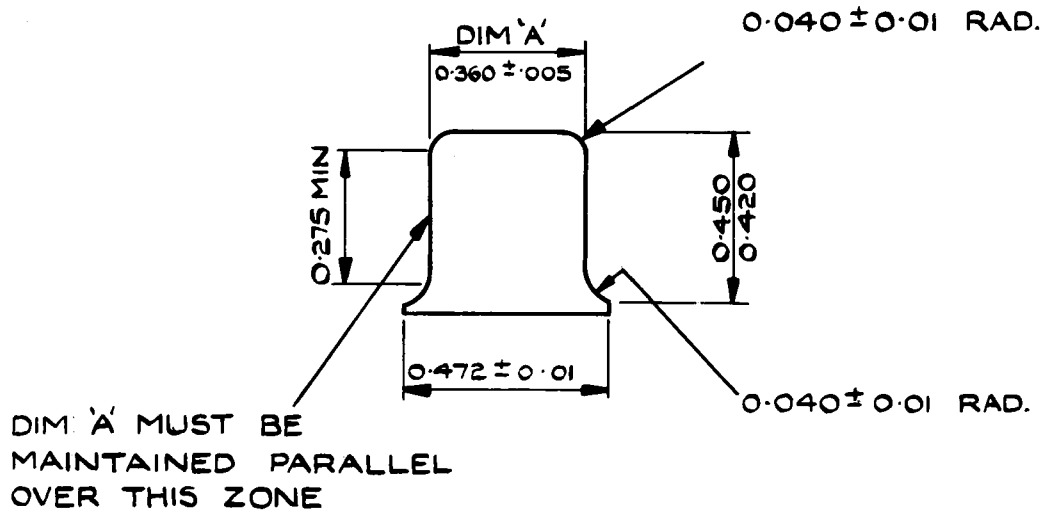 0·040 ± 0·01 RAD.
DIM 'A'
0·360 ± ·005
0·275 MIN
0·450
0·420
0·472 ± 0·01
0·040 ± 0·01 RAD.
DIM 'A' MUST BE
MAINTAINED PARALLEL
OVER THIS ZONE